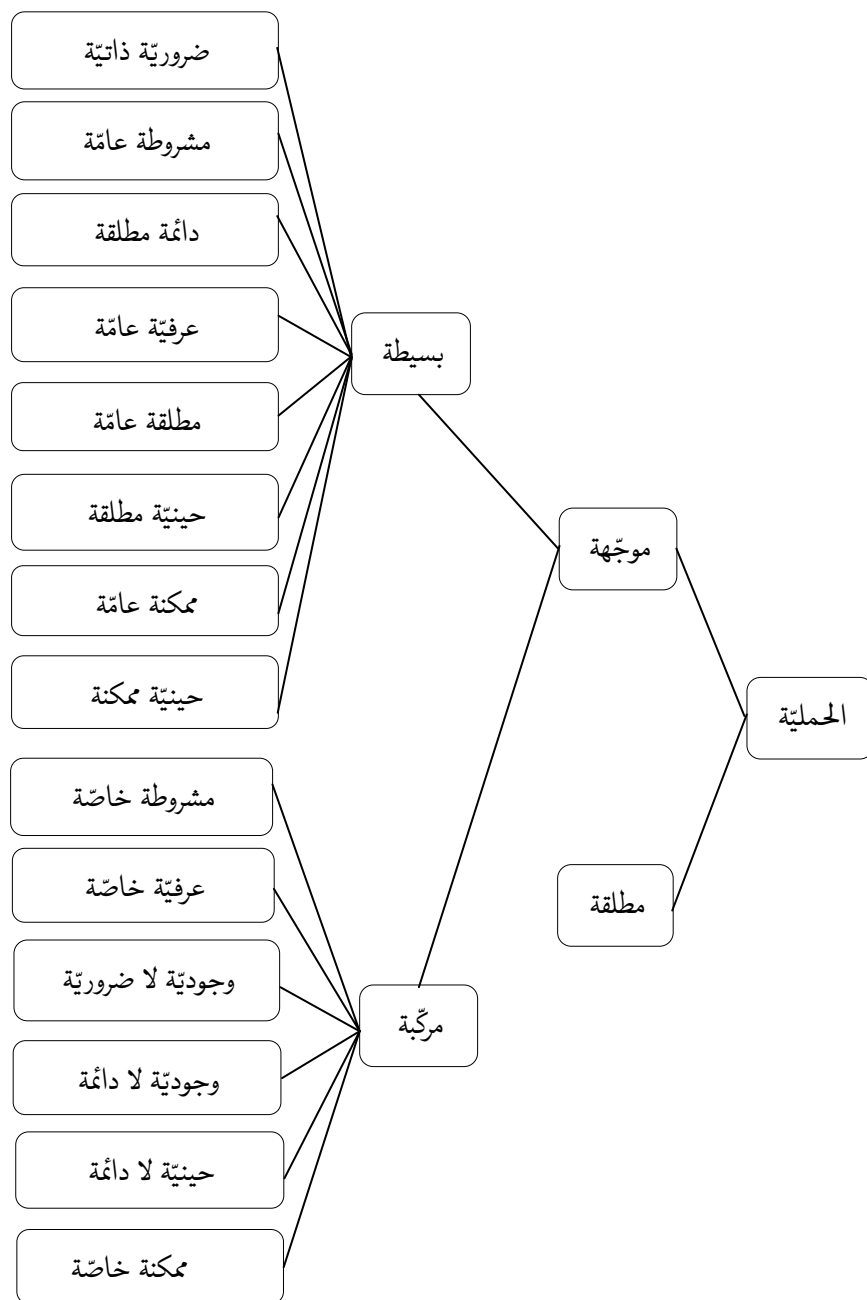 الحمليّة
موجّهة
مطلقة
بسيطة
مركّبة
ضروريّة ذاتيّة
مشروطة عامّة
دائمة مطلقة
عرفيّة عامّة
مطلقة عامّة
حينيّة مطلقة
ممكنة عامّة
حينيّة ممكنة
مشروطة خاصّة
عرفيّة خاصّة
وجوديّة لا ضروريّة
وجوديّة لا دائمة
حينيّة لا دائمة
ممكنة خاصّة